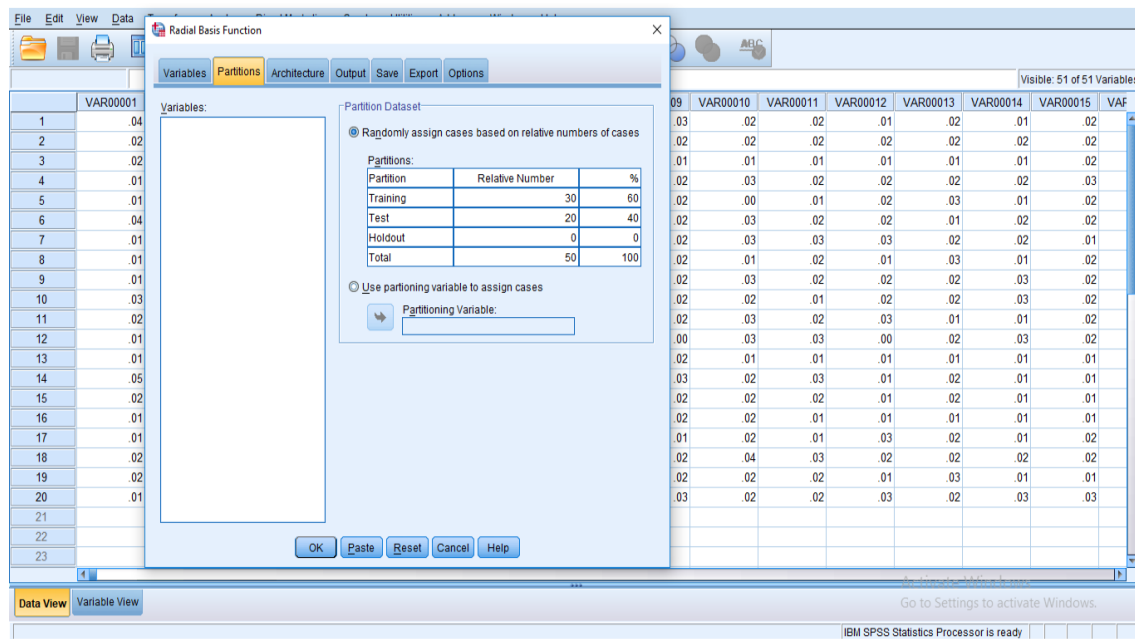 File Edit View Data
Radial Basis Function
ABC
Variables Partitions Architecture Output Save Export Options
Visible: 51 of 51 Variables
Variables:
Partition Dataset
Randomly assign cases based on relative numbers of cases
Partitions:
Partition Relative Number %
Training 30 60
Test 20 40
Holdout 0 0
Total 50 100
Use partioning variable to assign cases
Partitioning Variable:
OK Paste Reset Cancel Help
VAR00001 09 VAR00010 VAR00011 VAR00012 VAR00013 VAR00014 VAR00015 VAF
1 .04 .03 .02 .02 .01 .02 .01 .02
2 .02 .02 .02 .02 .02 .02 .02 .02
3 .02 .01 .01 .01 .01 .01 .01 .02
4 .01 .02 .03 .02 .02 .02 .02 .03
5 .01 .02 .00 .01 .02 .03 .01 .02
6 .04 .02 .03 .02 .02 .01 .02 .02
7 .01 .02 .03 .03 .03 .02 .02 .01
8 .01 .02 .01 .02 .01 .03 .01 .02
9 .01 .02 .03 .02 .02 .02 .03 .02
10 .03 .02 .02 .01 .02 .02 .03 .02
11 .02 .02 .03 .02 .03 .01 .01 .02
12 .01 .00 .03 .03 .00 .02 .03 .02
13 .01 .02 .01 .01 .01 .01 .01 .01
14 .05 .03 .02 .03 .01 .02 .01 .01
15 .02 .02 .02 .02 .01 .02 .01 .01
16 .01 .02 .02 .01 .01 .01 .01 .01
17 .01 .01 .02 .01 .03 .02 .01 .02
18 .02 .02 .04 .03 .02 .02 .02 .02
19 .02 .02 .02 .02 .01 .03 .01 .01
20 .01 .03 .02 .02 .03 .02 .03 .03
21
22
23
Data View Variable View
Activate Windows
Go to Settings to activate Windows.
IBM SPSS Statistics Processor is ready